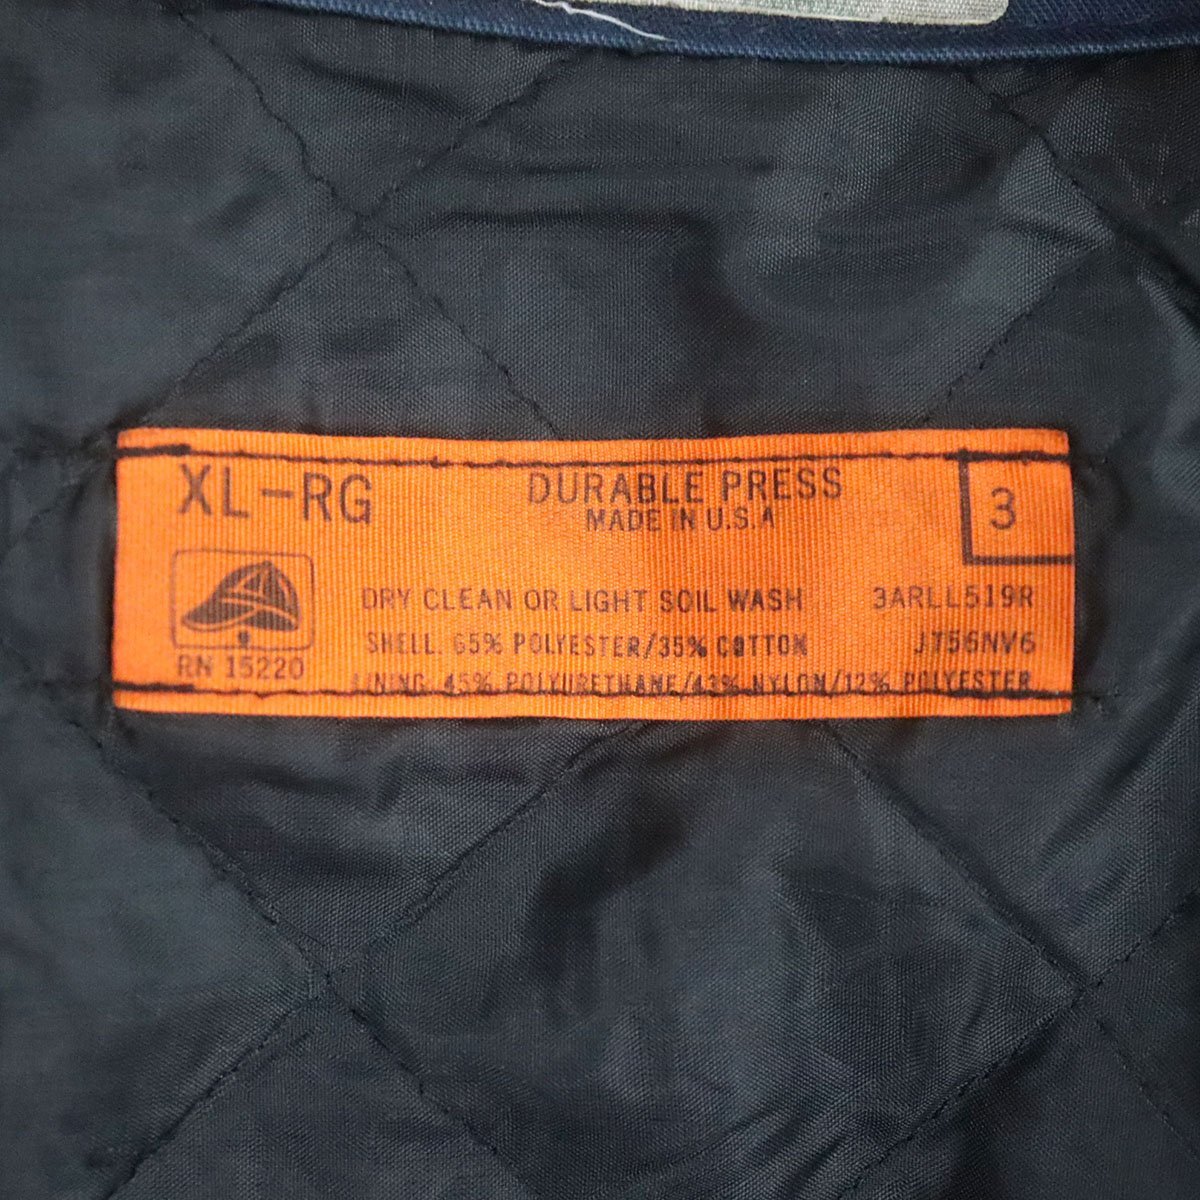 XL-RG
DURABLE PRESS
3
MADE IN U.S.A
DRY CLEAN OR LIGHT SOIL WASH 3ARLL519R
SHELL. 65% POLYESTER/35% COTTON JT56NV6
RN 15220
LINING 45% POLYURETHANE/43% NYLON/12% POLYESTER